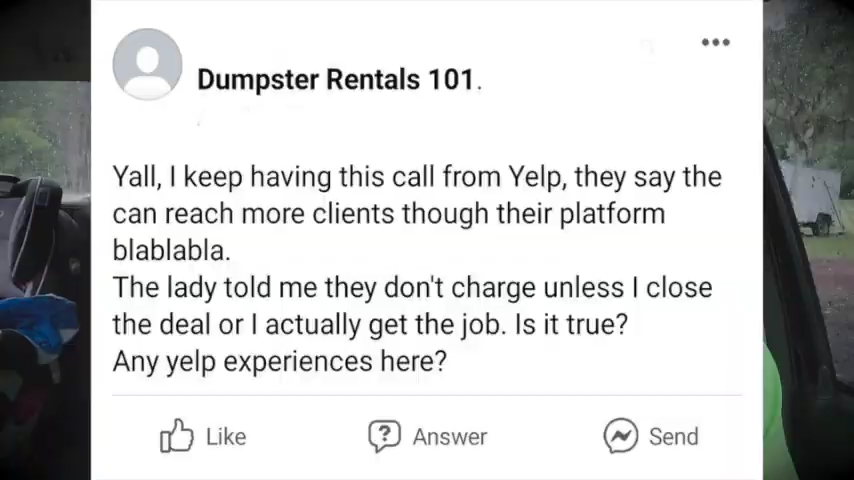 Dumpster Rentals 101.
Yall, I keep having this call from Yelp, they say the
can reach more clients though their platform
blablabla.
The lady told me they don't charge unless I close
the deal or I actually get the job. Is it true?
Any yelp experiences here?
Like
Answer
Send